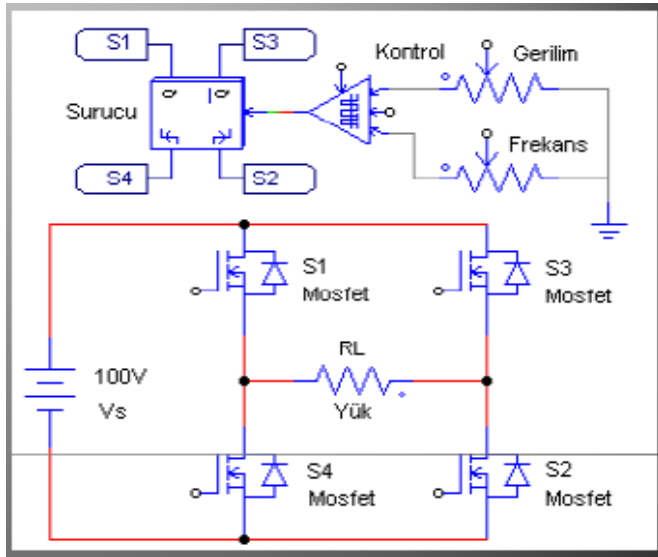 S1
S3
Kontrol
Gerilim
Surucu
Frekans
S4
S2
S1
Mosfet
S3
Mosfet
100V
Vs
RL
Yük
S4
Mosfet
S2
Mosfet